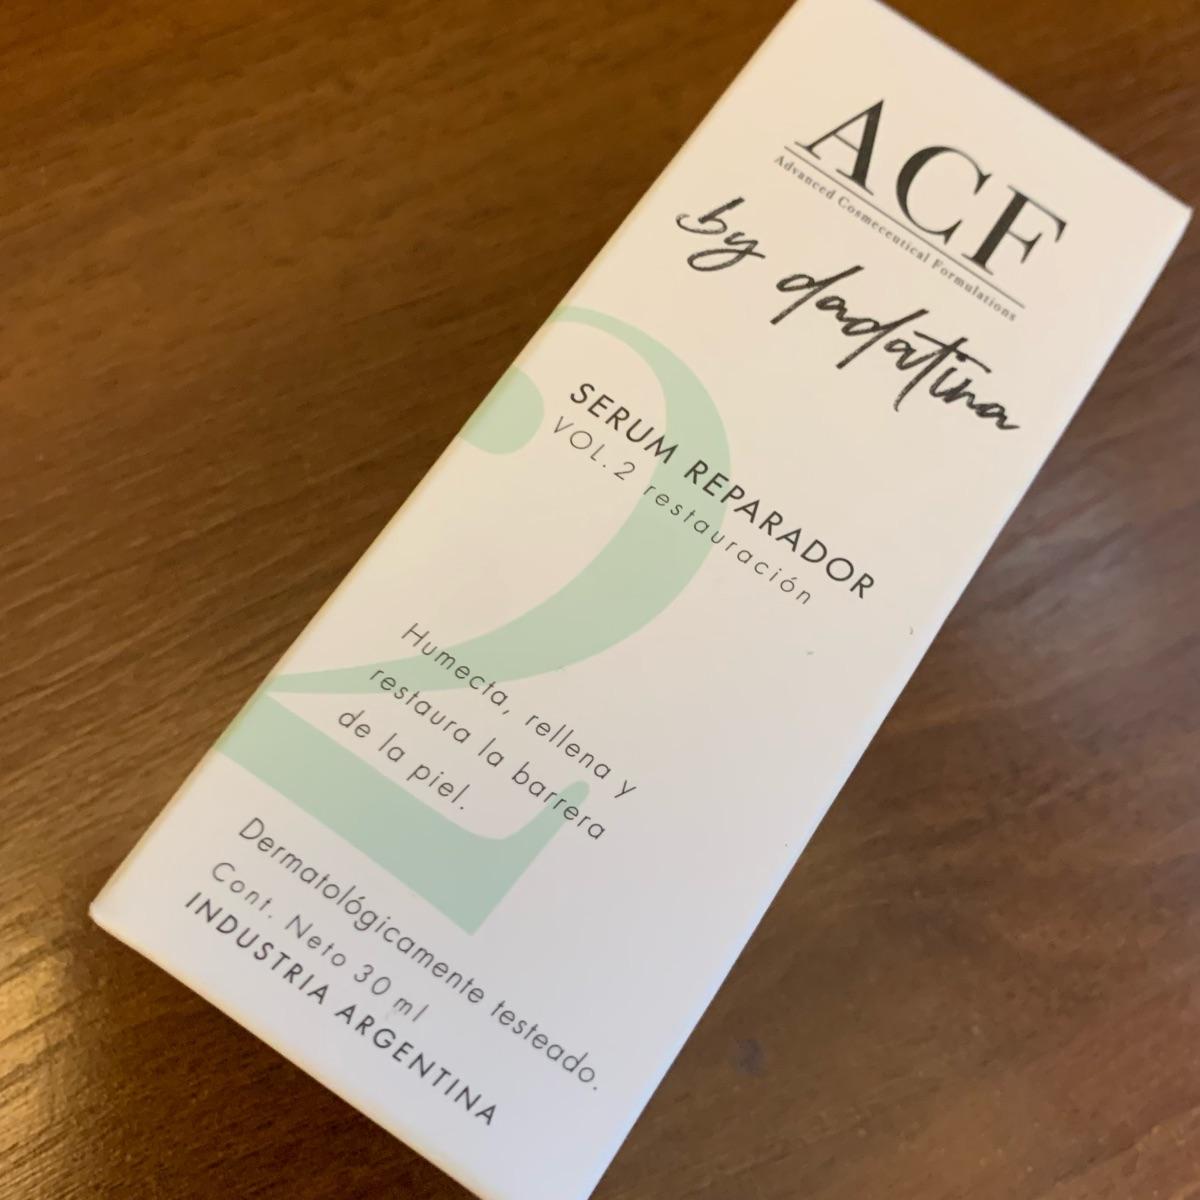 ACF
Advanced Cosmeceutical Formulations
by dadatina
2
SERUM REPARADOR
VOL.2 restauración
Humecta, rellena y
restaura la barrera
de la piel.
Dermatológicamente testeado.
Cont. Neto 30 ml
INDUSTRIA ARGENTINA